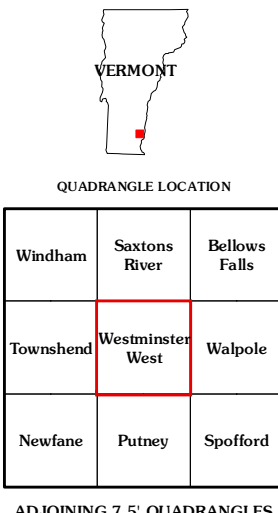 VERMONT
QUADRANGLE LOCATION
Windham
Saxtons
River
Bellows
Falls
Townshend
Westminster
West
Walpole
Newfane
Putney
Spofford
ADJOINING 7.5' QUADRANGLES